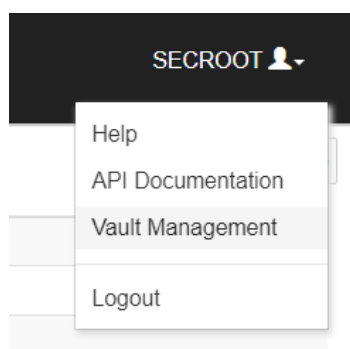 SECROOT
Help
API Documentation
Vault Management
Logout